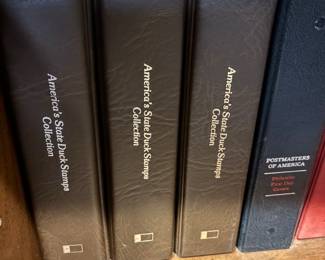 America's State Duck Stamps
Collection
America's State Duck Stamps
Collection
America's State Duck Stamps
Collection
POSTMASTERS
OF AMERICA
Philatelic
First Day
Covers